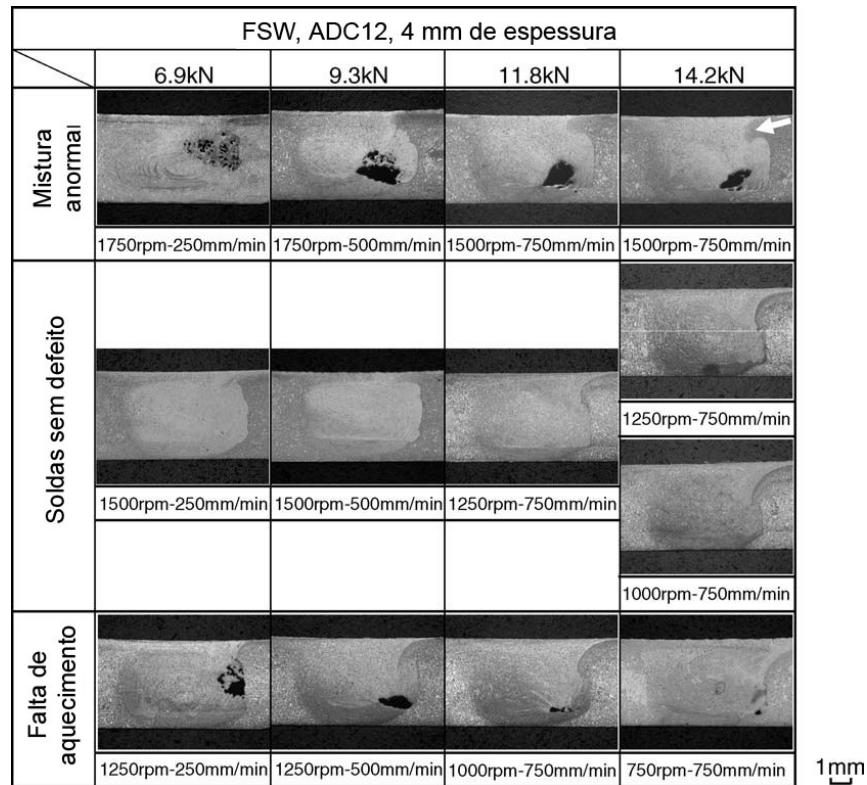 FSW, ADC12, 4 mm de espessura
6.9kN
9.3kN
11.8kN
14.2kN
Mistura
anormal
1750rpm-250mm/min
1750rpm-500mm/min
1500rpm-750mm/min
1500rpm-750mm/min
Soldas sem defeito
1250rpm-750mm/min
1500rpm-250mm/min
1500rpm-500mm/min
1250rpm-750mm/min
1000rpm-750mm/min
Falta de
aquecimento
1250rpm-250mm/min
1250rpm-500mm/min
1000rpm-750mm/min
750rpm-750mm/min
1mm